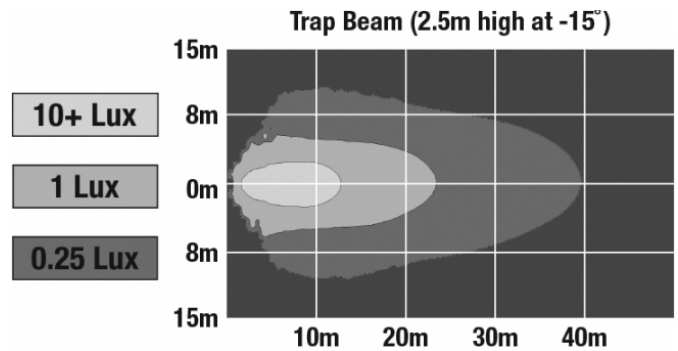 Trap Beam (2.5m high at -15°)
15m
10+ Lux
8m
1 Lux
0m
0.25 Lux
8m
15m
10m 20m 30m 40m